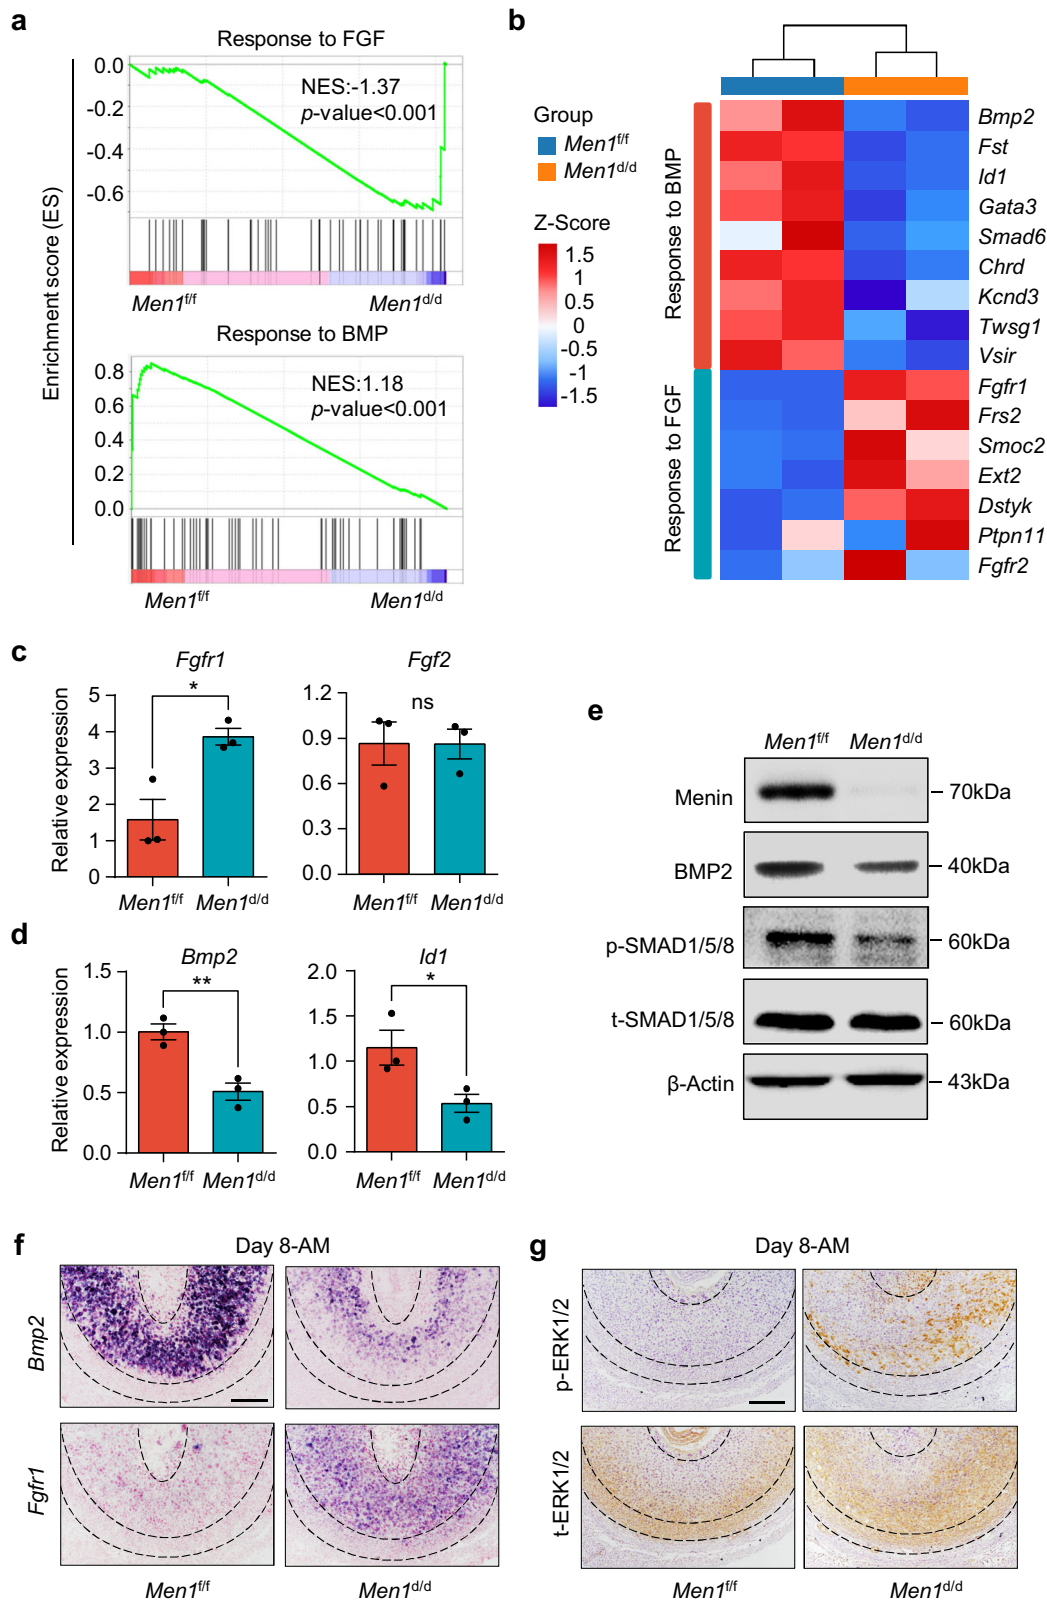 a
Response to FGF
Enrichment score (ES)
0.0
-0.2
-0.4
-0.6
NES:-1.37
p-value<0.001
Men1f/f
Men1d/d
Response to BMP
0.8
0.6
0.4
0.2
0.0
NES:1.18
p-value<0.001
Men1f/f
Men1d/d
b
Group
Men1f/f
Men1d/d
Z-Score
1.5
1
0.5
0
-0.5
-1
-1.5
Response to BMP
Response to FGF
Bmp2
Fst
Id1
Gata3
Smad6
Chrd
Kcnd3
Twsg1
Vsir
Fgfr1
Frs2
Smoc2
Ext2
Dstyk
Ptpn11
Fgfr2
c
Fgfr1
Relative expression
5
4
3
2
1
0
*
Men1f/f
Men1d/d
Fgf2
1.2
0.9
0.6
0.3
0.0
ns
Men1f/f
Men1d/d
d
Bmp2
Relative expression
1.5
1.0
0.5
0.0
**
Men1f/f
Men1d/d
Id1
2.0
1.5
1.0
0.5
0.0
*
Men1f/f
Men1d/d
e
Men1f/f
Men1d/d
Menin
70kDa
BMP2
40kDa
p-SMAD1/5/8
60kDa
t-SMAD1/5/8
60kDa
β-Actin
43kDa
f
Day 8-AM
Bmp2
Fgfr1
Men1f/f
Men1d/d
g
Day 8-AM
p-ERK1/2
t-ERK1/2
Men1f/f
Men1d/d